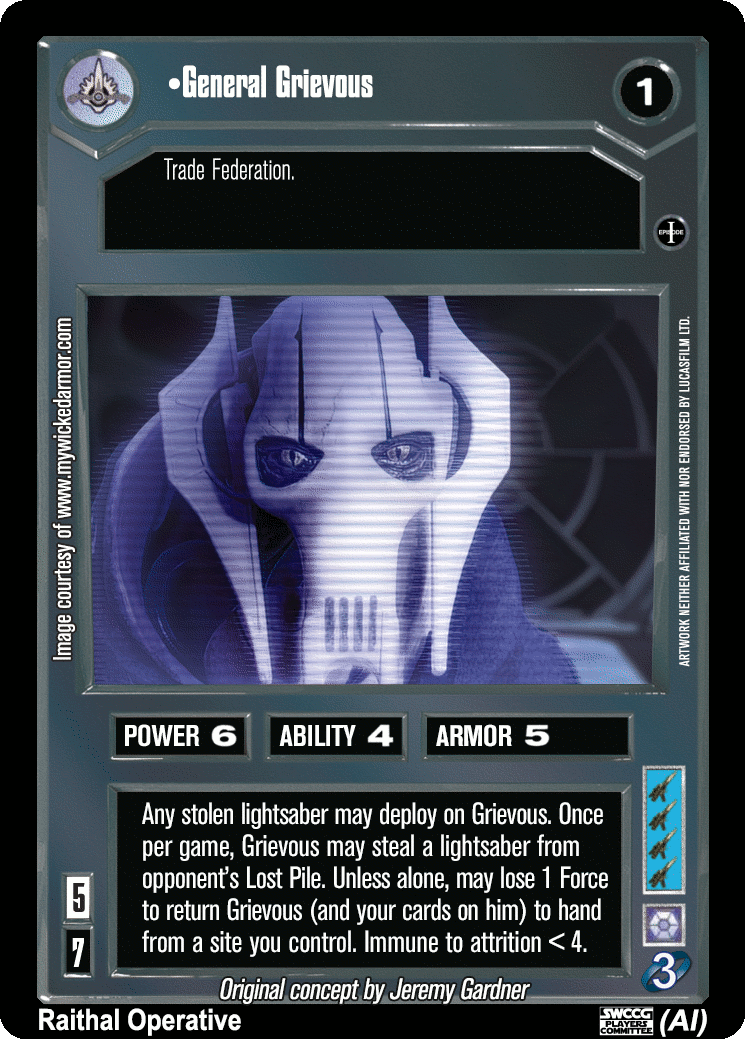 •General Grievous
1
Trade Federation.
EPISODE
I
Image courtesy of www.mywickedarmor.com
ARTWORK NEITHER AFFILIATED WITH NOR ENDORSED BY LUCASFILM LTD.
POWER 6
ABILITY 4
ARMOR 5
Any stolen lightsaber may deploy on Grievous. Once
per game, Grievous may steal a lightsaber from
opponent's Lost Pile. Unless alone, may lose 1 Force
to return Grievous (and your cards on him) to hand
from a site you control. Immune to attrition < 4.
5
7
3
Original concept by Jeremy Gardner
Raithal Operative
SWCCG
PLAYERS
COMMITTEE
(AI)